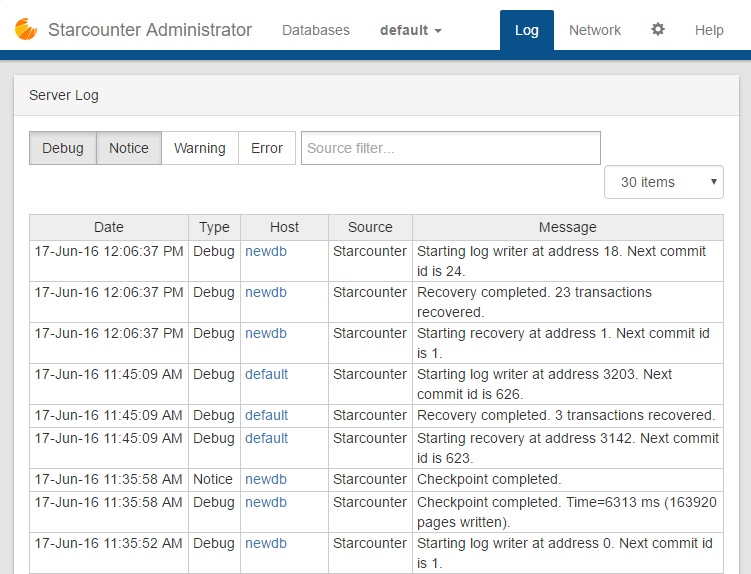 Starcounter Administrator Databases default Log Network Help
Server Log
Debug Notice Warning Error Source filter...
30 items
Date Type Host Source Message
17-Jun-16 12:06:37 PM Debug newdb Starcounter Starting log writer at address 18. Next commit
id is 24.
17-Jun-16 12:06:37 PM Debug newdb Starcounter Recovery completed. 23 transactions
recovered.
17-Jun-16 12:06:37 PM Debug newdb Starcounter Starting recovery at address 1. Next commit id
is 1.
17-Jun-16 11:45:09 AM Debug default Starcounter Starting log writer at address 3203. Next
commit id is 626.
17-Jun-16 11:45:09 AM Debug default Starcounter Recovery completed. 3 transactions recovered.
17-Jun-16 11:45:09 AM Debug default Starcounter Starting recovery at address 3142. Next commit
id is 623.
17-Jun-16 11:35:58 AM Notice newdb Starcounter Checkpoint completed.
17-Jun-16 11:35:58 AM Debug newdb Starcounter Checkpoint completed. Time=6313 ms (163920
pages written).
17-Jun-16 11:35:52 AM Debug newdb Starcounter Starting log writer at address 0. Next commit id
is 1.